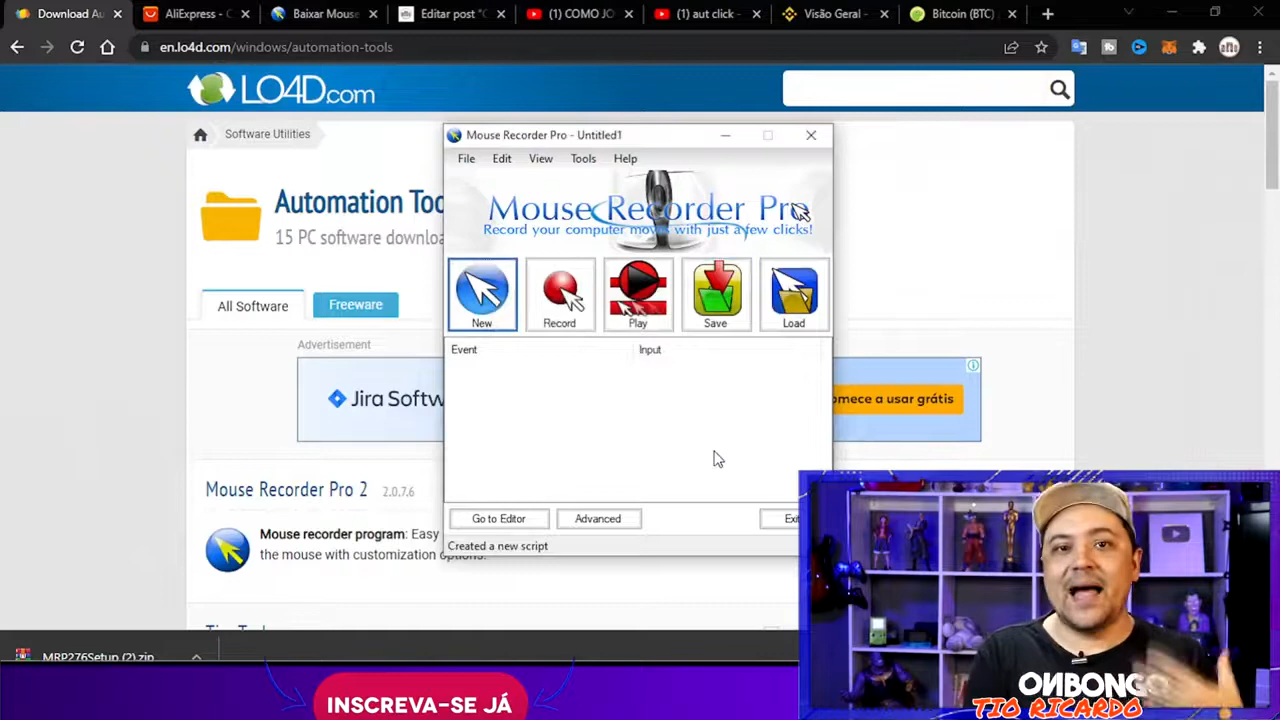 Download Au
AliExpress - C
Baixar Mouse
Editar post "C
(1) COMO JO
(1) aut click -
Visão Geral -
Bitcoin (BTC)
en.lo4d.com/windows/automation-tools
LO4D.com
Software Utilities
Automation Too
15 PC software downloa
All Software
Freeware
Advertisement
Jira Softw
omece a usar grátis
Mouse Recorder Pro 2 2.0.7.6
Mouse recorder program: Easy
the mouse with customization options.
Mouse Recorder Pro - Untitled1
File Edit View Tools Help
Mouse Recorder Pro
Record your computer moves with just a few clicks!
New Record Play Save Load
Event Input
Go to Editor Advanced Exi
Created a new script
MRP276Setup (2).zip
INSCREVA-SE JÁ
ONBONG
TIO RICARDO